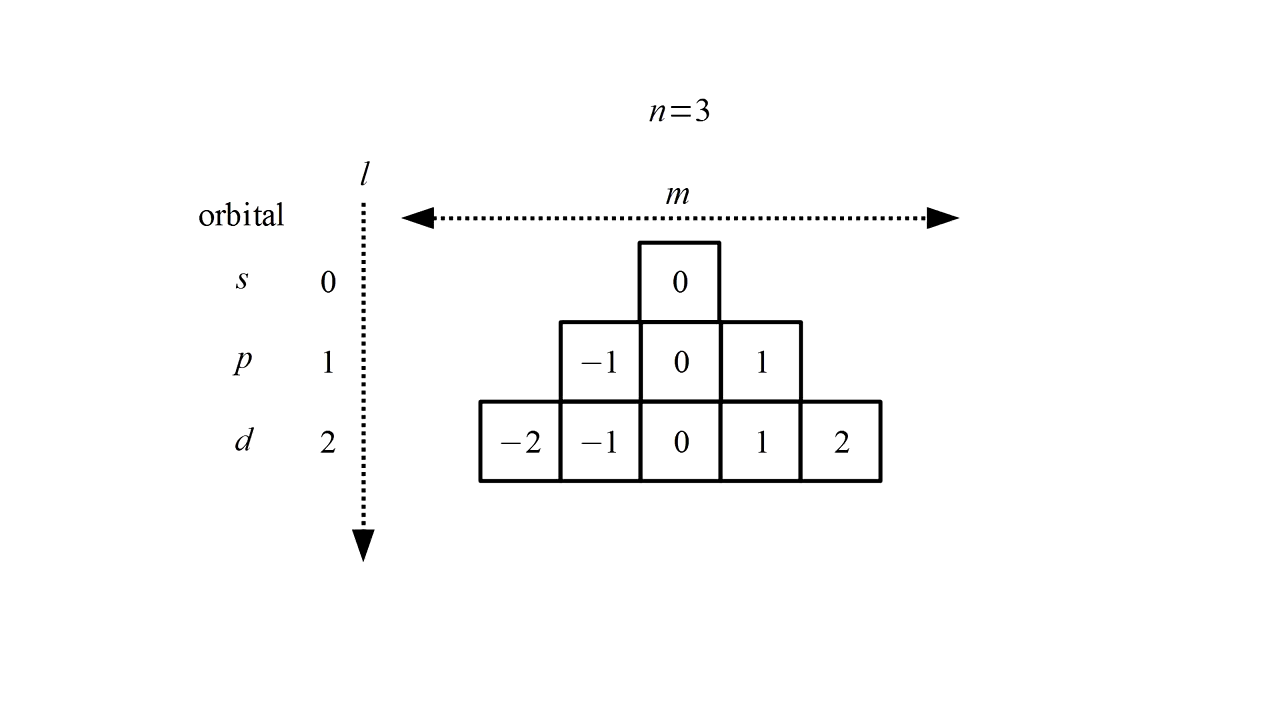 n=3
l
m
orbital
s 0 0
p 1 −1 0 1
d 2 −2 −1 0 1 2